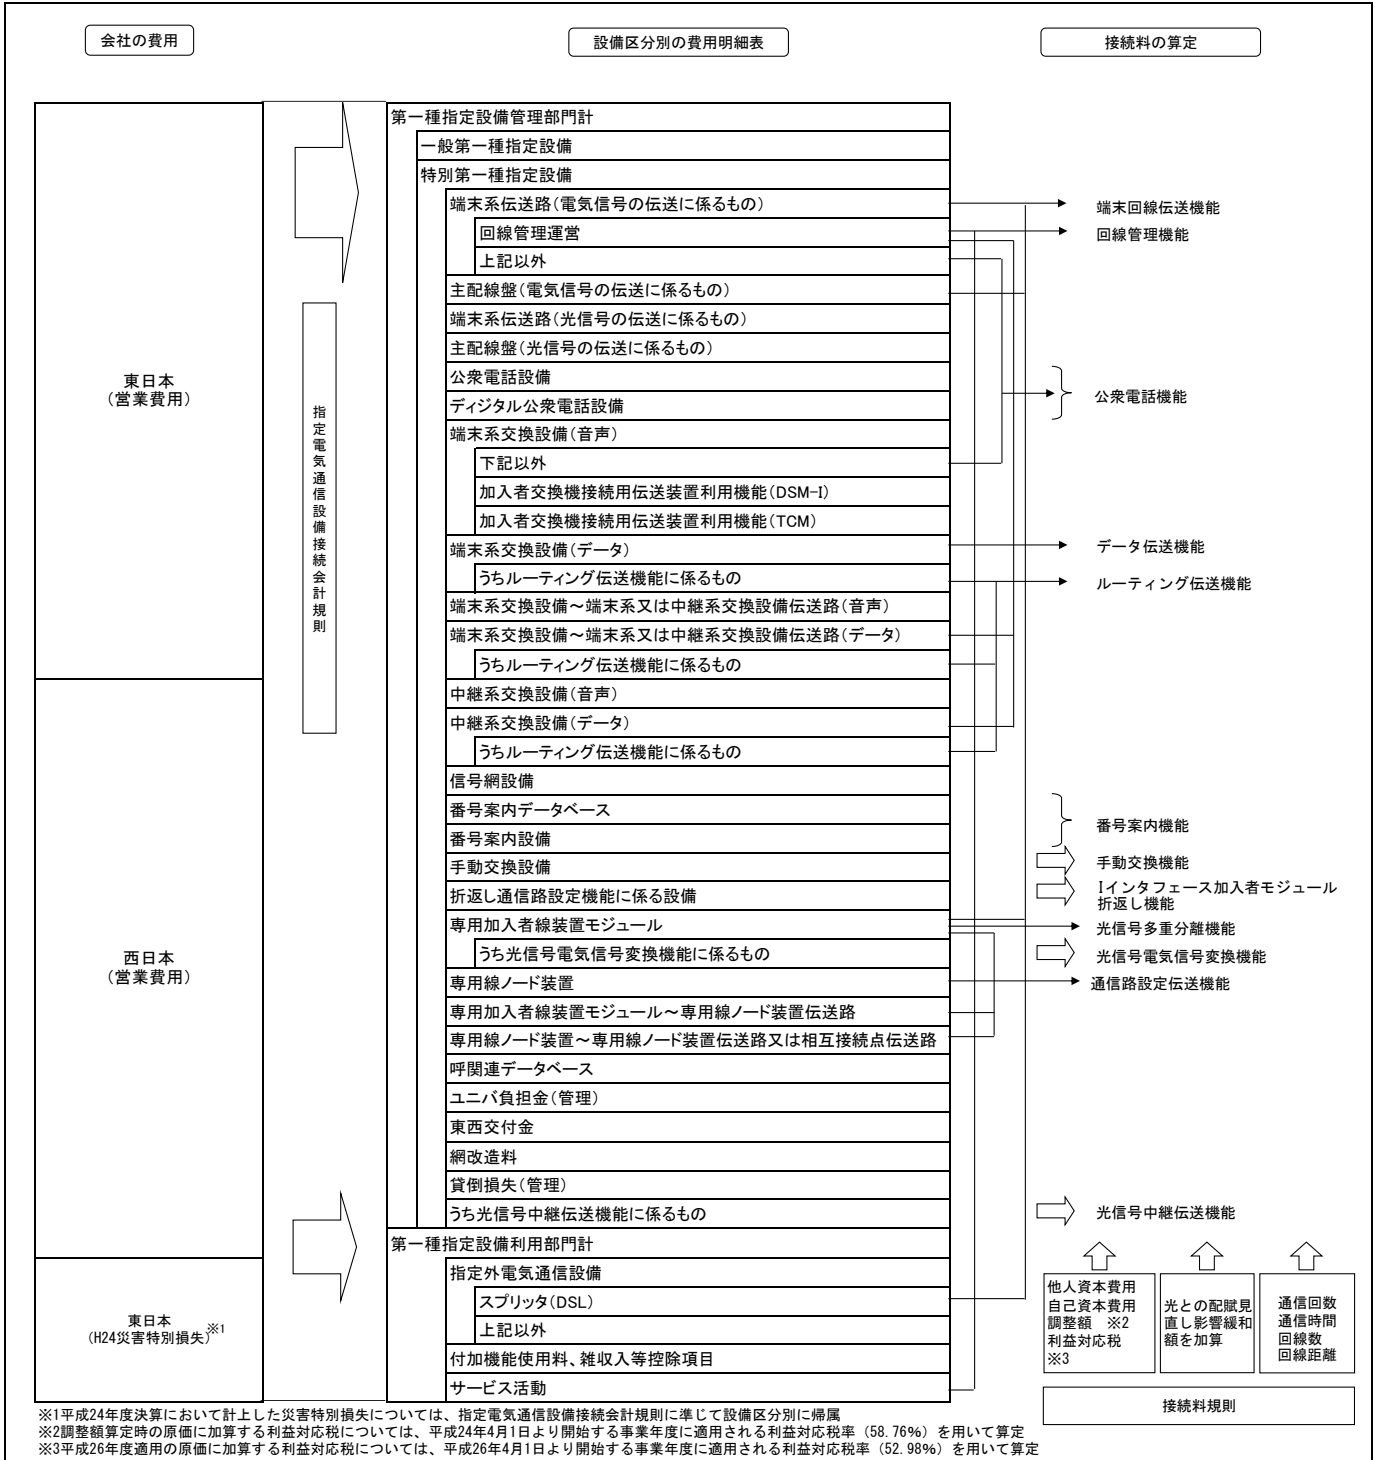 会社の費用
設備区分別の費用明細表
接続料の算定
東日本
(営業費用)
西日本
(営業費用)
東日本
(H24災害特別損失)※1
指定電気通信設備接続会計規則
第一種指定設備管理部門計
一般第一種指定設備
特別第一種指定設備
端末系伝送路(電気信号の伝送に係るもの)
回線管理運営
上記以外
主配線盤(電気信号の伝送に係るもの)
端末系伝送路(光信号の伝送に係るもの)
主配線盤(光信号の伝送に係るもの)
公衆電話設備
ディジタル公衆電話設備
端末系交換設備(音声)
下記以外
加入者交換機接続用伝送装置利用機能(DSM-I)
加入者交換機接続用伝送装置利用機能(TCM)
端末系交換設備(データ)
うちルーティング伝送機能に係るもの
端末系交換設備~端末系又は中継系交換設備伝送路(音声)
端末系交換設備~端末系又は中継系交換設備伝送路(データ)
うちルーティング伝送機能に係るもの
中継系交換設備(音声)
中継系交換設備(データ)
うちルーティング伝送機能に係るもの
信号網設備
番号案内データベース
番号案内設備
手動交換設備
折返し通信路設定機能に係る設備
専用加入者線装置モジュール
うち光信号電気信号変換機能に係るもの
専用線ノード装置
専用加入者線装置モジュール~専用線ノード装置伝送路
専用線ノード装置~専用線ノード装置伝送路又は相互接続点伝送路
呼関連データベース
ユニバ負担金(管理)
東西交付金
網改造料
貸倒損失(管理)
うち光信号中継伝送機能に係るもの
第一種指定設備利用部門計
指定外電気通信設備
スプリッタ(DSL)
上記以外
付加機能使用料、雑収入等控除項目
サービス活動
端末回線伝送機能
回線管理機能
公衆電話機能
データ伝送機能
ルーティング伝送機能
番号案内機能
手動交換機能
Iインタフェース加入者モジュール
折返し機能
光信号多重分離機能
光信号電気信号変換機能
通信路設定伝送機能
光信号中継伝送機能
他人資本費用
自己資本費用
調整額 ※2
利益対応税
※3
光との配賦見
直し影響緩和
額を加算
通信回数
通信時間
回線数
回線距離
接続料規則
※1平成24年度決算において計上した災害特別損失については、指定電気通信設備接続会計規則に準じて設備区分別に帰属
※2調整額算定時の原価に加算する利益対応税については、平成24年4月1日より開始する事業年度に適用される利益対応税率(58.76%)を用いて算定
※3平成26年度適用の原価に加算する利益対応税については、平成26年4月1日より開始する事業年度に適用される利益対応税率(52.98%)を用いて算定